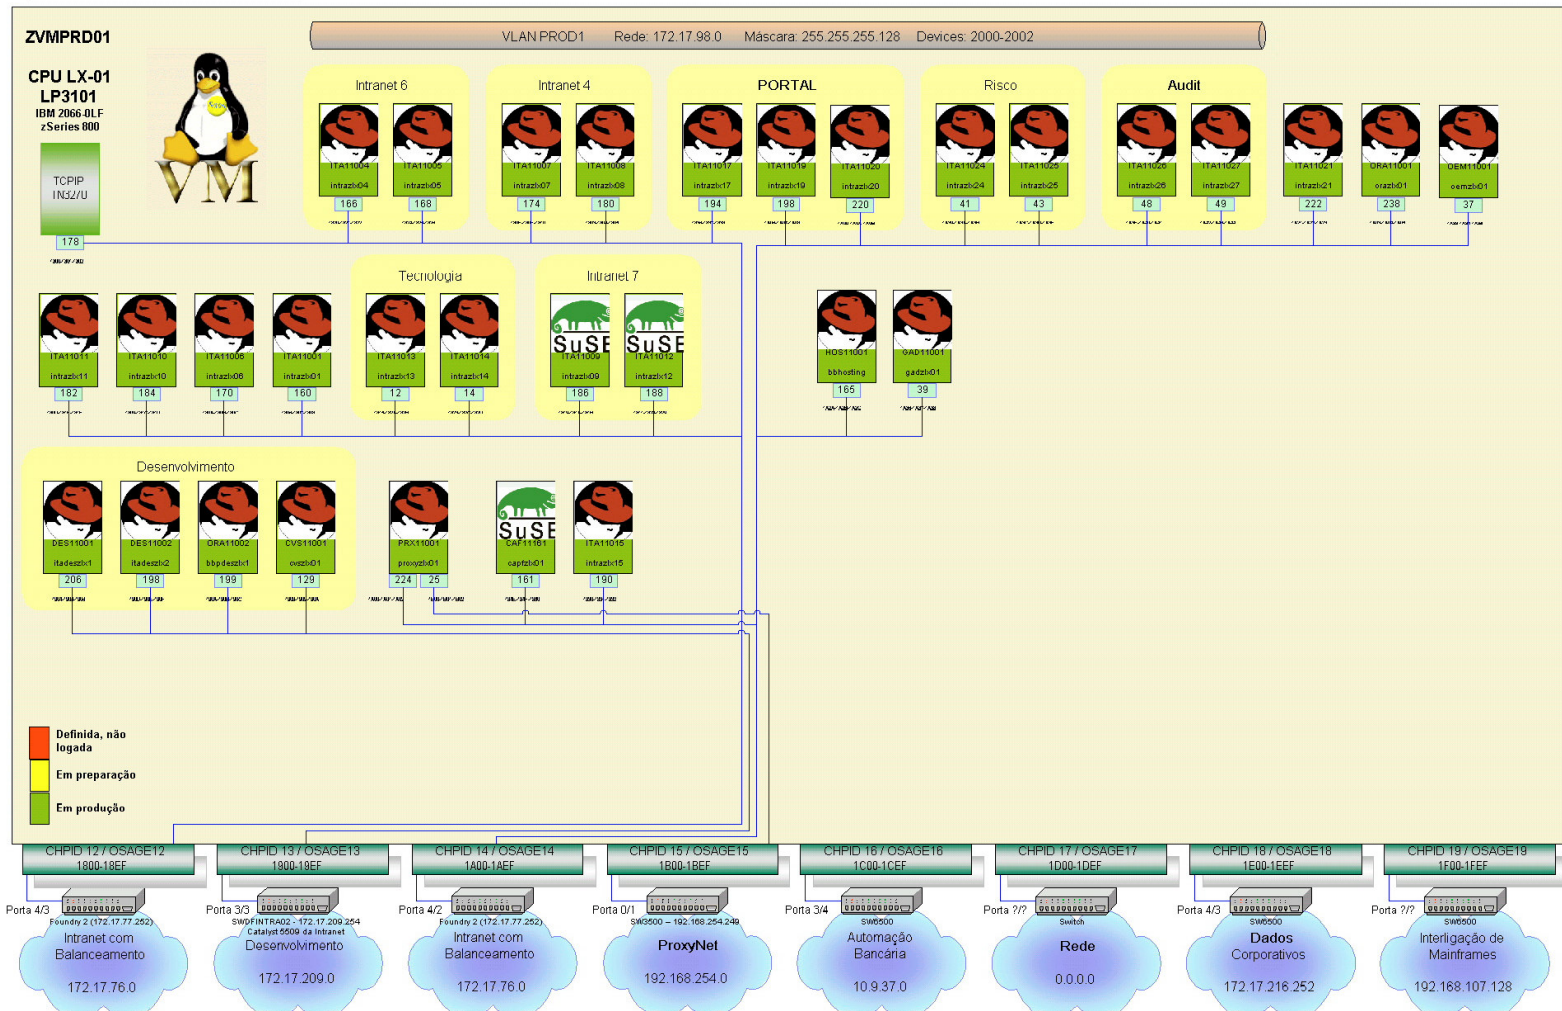 ZVMPRD01
VLAN PROD1 Rede: 172.17.98.0 Máscara: 255.255.255.128 Devices: 2000-2002
CPU LX-01
LP3101
IBM 2066-0LF
zSeries 800
VM
TCPIP
TN3270
178
Intranet 6
ITA11004
intrazlx04
166
ITA11005
intrazlx05
168
Intranet 4
ITA11007
intrazlx07
174
ITA11008
intrazlx08
180
PORTAL
ITA11017
intrazlx17
194
ITA11019
intrazlx19
198
ITA11020
intrazlx20
220
Risco
ITA11024
intrazlx24
41
ITA11025
intrazlx25
43
Audit
ITA11026
intrazlx26
48
ITA11027
intrazlx27
49
ITA11021
intrazlx21
222
ORA11001
orazlx01
238
OEM11001
oemzlx01
37
ITA11011
intrazlx11
182
ITA11010
intrazlx10
184
ITA11006
intrazlx06
170
ITA11001
intrazlx01
160
Tecnologia
ITA11013
intrazlx13
12
ITA11014
intrazlx14
14
Intranet 7
SuSE
ITA11009
intrazlx09
186
SuSE
ITA11012
intrazlx12
188
HOS11001
bbhosting
165
GAD11001
gadzlx01
39
Desenvolvimento
DES11001
itadeszlx1
206
DES11002
itadeszlx2
198
ORA11002
bbpdeszlx1
199
CVS11001
cvszlx01
129
PRX11001
proxyzlx01
224 25
SuSE
CAF11161
capfzlx01
161
ITA11015
intrazlx15
190
Definida, não
logada
Em preparação
Em produção
CHPID 12 / OSAGE12
1800-18EF
Porta 4/3
Foundry 2 (172.17.77.252)
Intranet com
Balanceamento
172.17.76.0
CHPID 13 / OSAGE13
1900-19EF
Porta 3/3
SWDFINTRA02 - 172.17.209.254
Catalyst 5509 da Intranet
Desenvolvimento
172.17.209.0
CHPID 14 / OSAGE14
1A00-1AEF
Porta 4/2
Foundry 2 (172.17.77.252)
Intranet com
Balanceamento
172.17.76.0
CHPID 15 / OSAGE15
1B00-1BEF
Porta 0/1
SW3500 – 192.168.254.249
ProxyNet
192.168.254.0
CHPID 16 / OSAGE16
1C00-1CEF
Porta 3/4
SW6500
Automação
Bancária
10.9.37.0
CHPID 17 / OSAGE17
1D00-1DEF
Porta ?/?
Switch
Rede
0.0.0.0
CHPID 18 / OSAGE18
1E00-1EEF
Porta 4/3
SW6500
Dados
Corporativos
172.17.216.252
CHPID 19 / OSAGE19
1F00-1FEF
Porta ?/?
SW6500
Interligação de
Mainframes
192.168.107.128